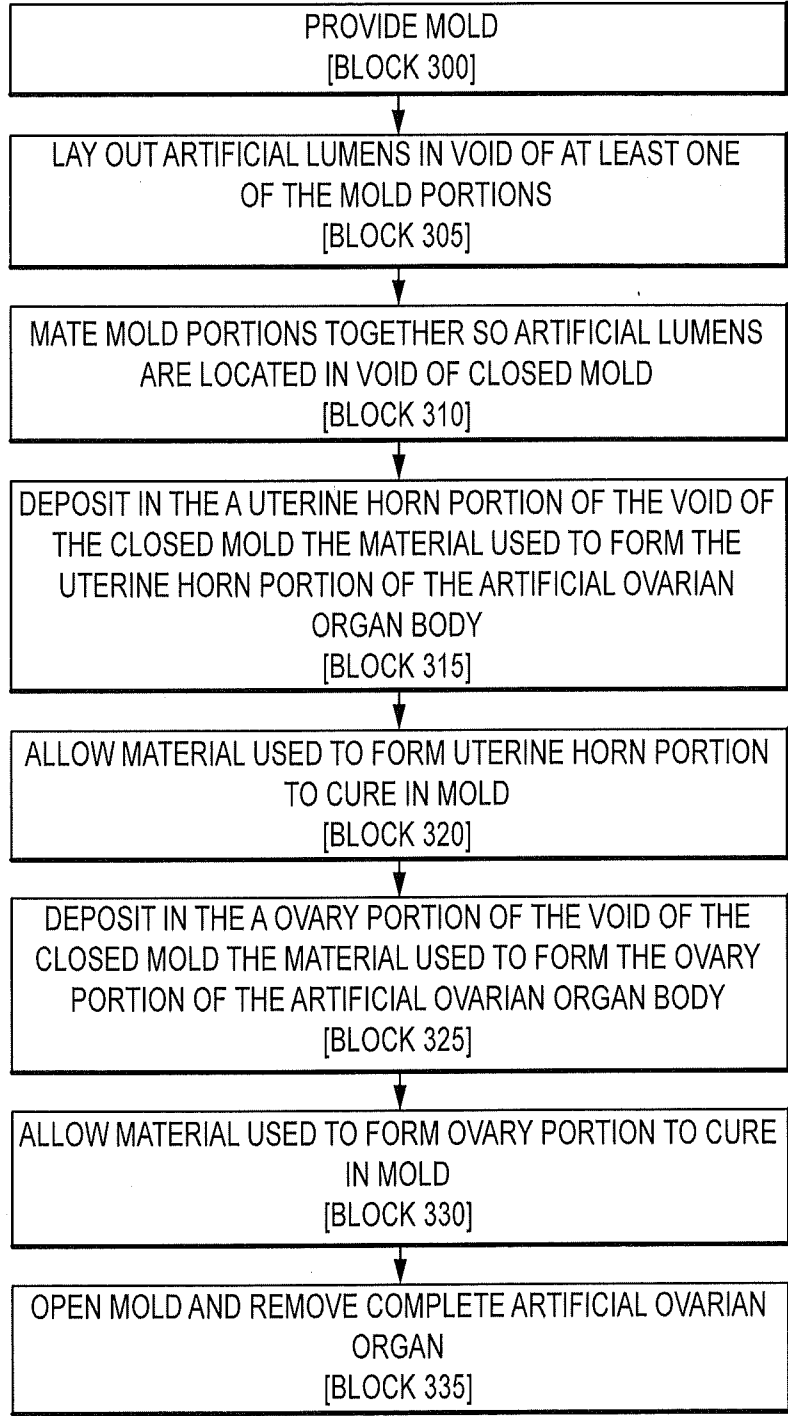 PROVIDE MOLD
[BLOCK 300]
LAY OUT ARTIFICIAL LUMENS IN VOID OF AT LEAST ONE
OF THE MOLD PORTIONS
[BLOCK 305]
MATE MOLD PORTIONS TOGETHER SO ARTIFICIAL LUMENS
ARE LOCATED IN VOID OF CLOSED MOLD
[BLOCK 310]
DEPOSIT IN THE A UTERINE HORN PORTION OF THE VOID OF
THE CLOSED MOLD THE MATERIAL USED TO FORM THE
UTERINE HORN PORTION OF THE ARTIFICIAL OVARIAN
ORGAN BODY
[BLOCK 315]
ALLOW MATERIAL USED TO FORM UTERINE HORN PORTION
TO CURE IN MOLD
[BLOCK 320]
DEPOSIT IN THE A OVARY PORTION OF THE VOID OF THE
CLOSED MOLD THE MATERIAL USED TO FORM THE OVARY
PORTION OF THE ARTIFICIAL OVARIAN ORGAN BODY
[BLOCK 325]
ALLOW MATERIAL USED TO FORM OVARY PORTION TO CURE
IN MOLD
[BLOCK 330]
OPEN MOLD AND REMOVE COMPLETE ARTIFICIAL OVARIAN
ORGAN
[BLOCK 335]